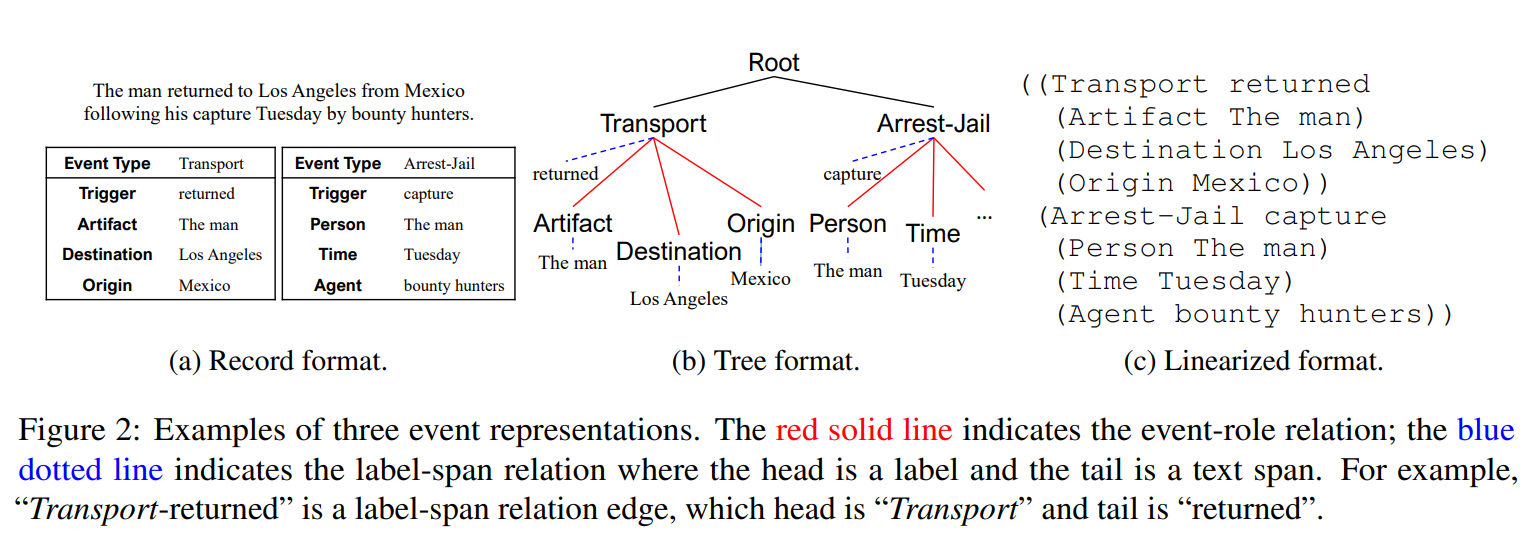 The man returned to Los Angeles from Mexico
following his capture Tuesday by bounty hunters.
Event Type Transport
Trigger returned
Artifact The man
Destination Los Angeles
Origin Mexico
Event Type Arrest-Jail
Trigger capture
Person The man
Time Tuesday
Agent bounty hunters
(a) Record format.
Root
Transport
Arrest-Jail
returned
capture
Artifact
Destination
Origin
Person
Time
...
The man
Los Angeles
Mexico
The man
Tuesday
(b) Tree format.
((Transport returned
(Artifact The man)
(Destination Los Angeles)
(Origin Mexico))
(Arrest-Jail capture
(Person The man)
(Time Tuesday)
(Agent bounty hunters))
(c) Linearized format.
Figure 2: Examples of three event representations. The red solid line indicates the event-role relation; the blue
dotted line indicates the label-span relation where the head is a label and the tail is a text span. For example,
“Transport-returned” is a label-span relation edge, which head is “Transport” and tail is “returned”.